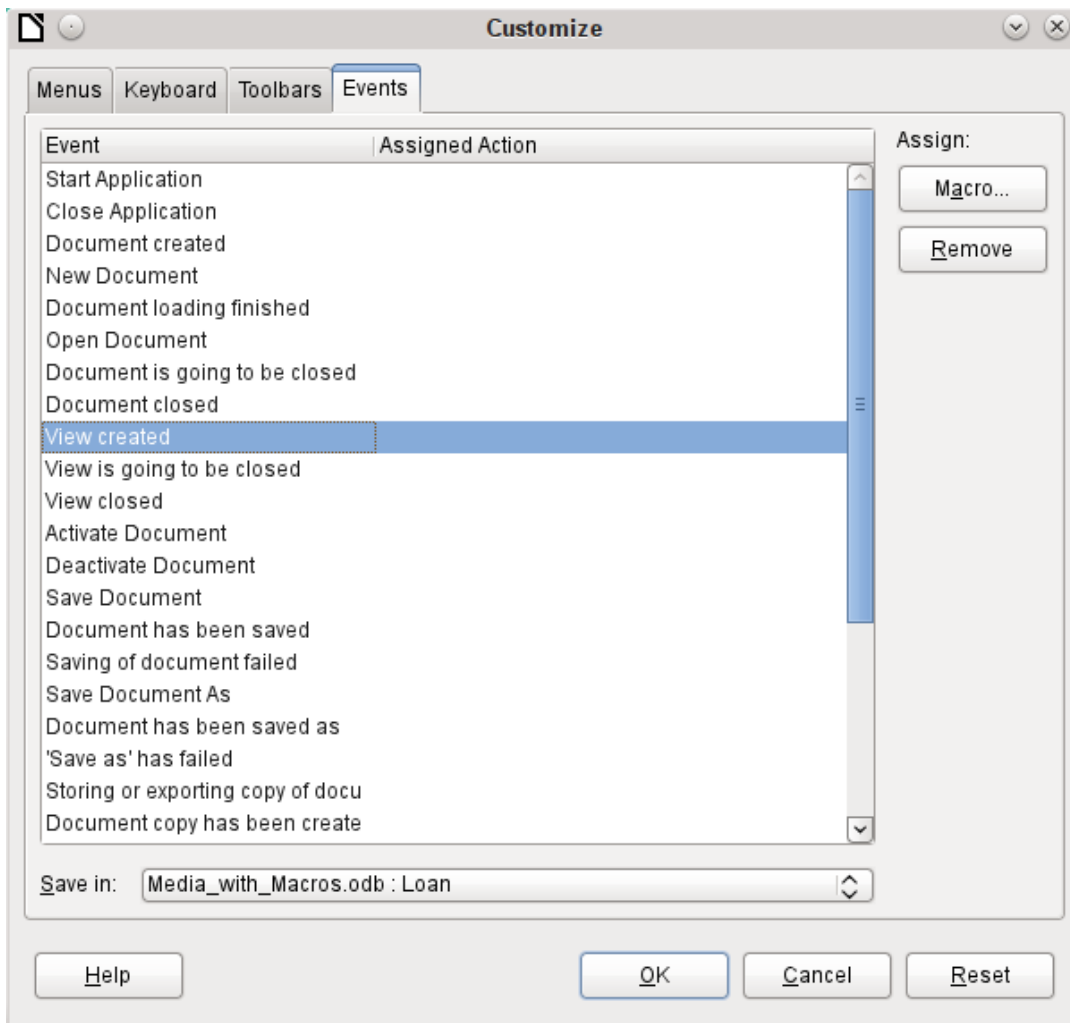 Customize
Menus Keyboard Toolbars Events
Event Assigned Action Assign:
Start Application
Macro...
Close Application
Document created
Remove
New Document
Document loading finished
Open Document
Document is going to be closed
Document closed
View created
View is going to be closed
View closed
Activate Document
Deactivate Document
Save Document
Document has been saved
Saving of document failed
Save Document As
Document has been saved as
'Save as' has failed
Storing or exporting copy of docu
Document copy has been create
Save in: Media_with_Macros.odb : Loan
Help OK Cancel Reset